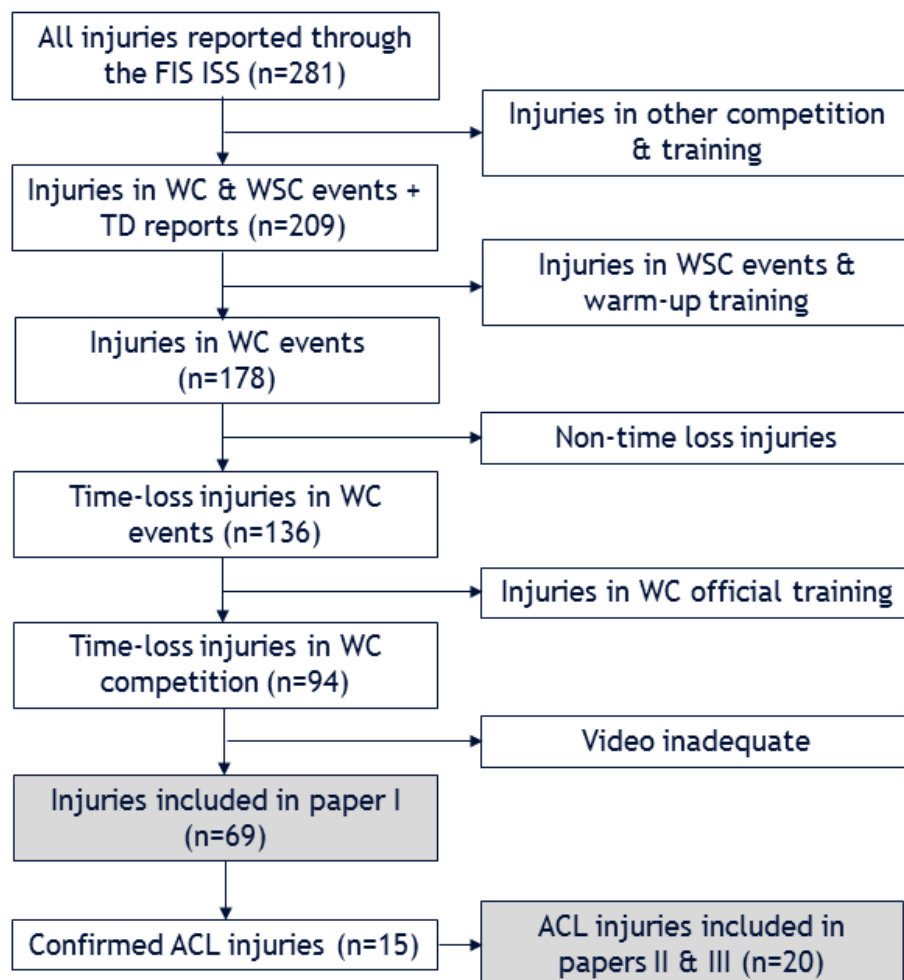 All injuries reported through
the FIS ISS (n=281)
Injuries in other competition
& training
Injuries in WC & WSC events +
TD reports (n=209)
Injuries in WSC events &
warm-up training
Injuries in WC events
(n=178)
Non-time loss injuries
Time-loss injuries in WC
events (n=136)
Injuries in WC official training
Time-loss injuries in WC
competition (n=94)
Video inadequate
Injuries included in paper I
(n=69)
Confirmed ACL injuries (n=15)
ACL injuries included in
papers II & III (n=20)